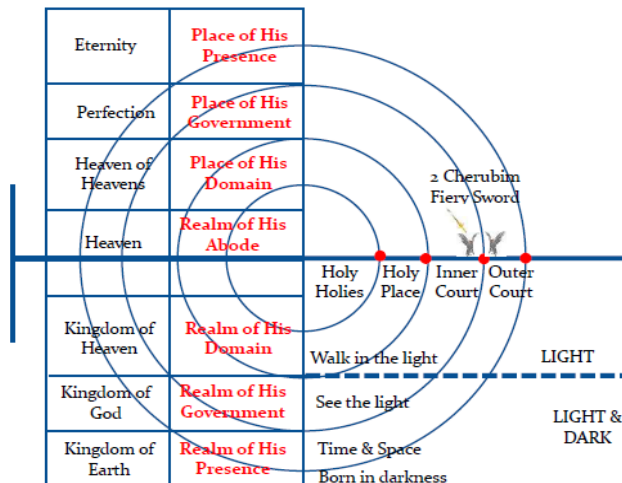 Eternity
Place of His
Presence
Perfection
Place of His
Government
Heaven of
Heavens
Place of His
Domain
2 Cherubim
Fiery Sword
Heaven
Realm of His
Abode
Holy
Holies
Holy
Place
Inner
Court
Outer
Court
Kingdom of
Heaven
Realm of His
Domain
Walk in the light
LIGHT
Kingdom of
God
Realm of His
Government
See the light
LIGHT &
DARK
Kingdom of
Earth
Realm of His
Presence
Time & Space
Born in darkness